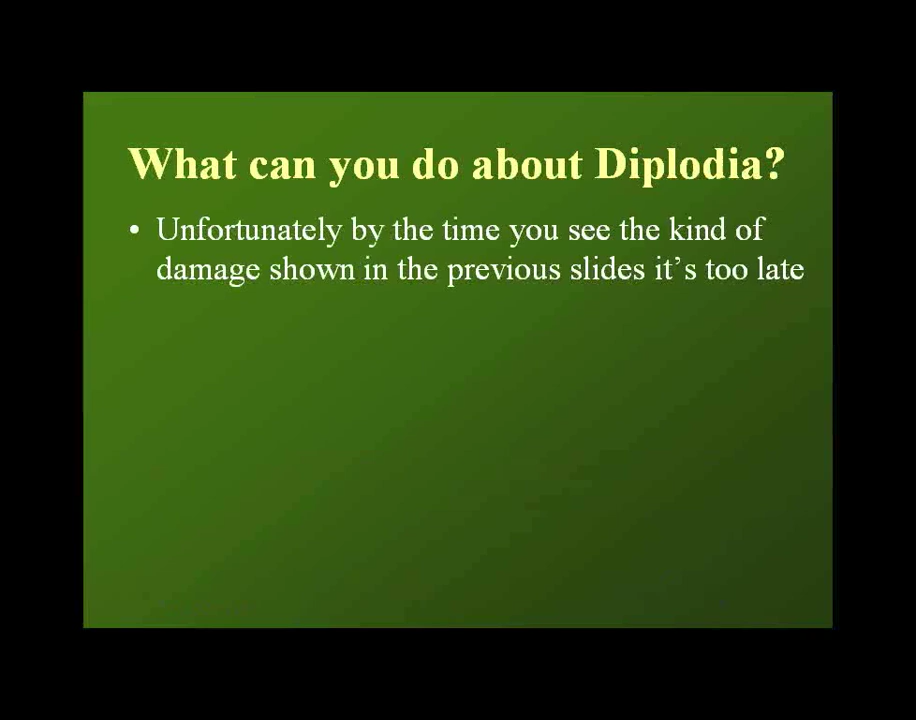 What can you do about Diplodia?
• Unfortunately by the time you see the kind of
damage shown in the previous slides it’s too late